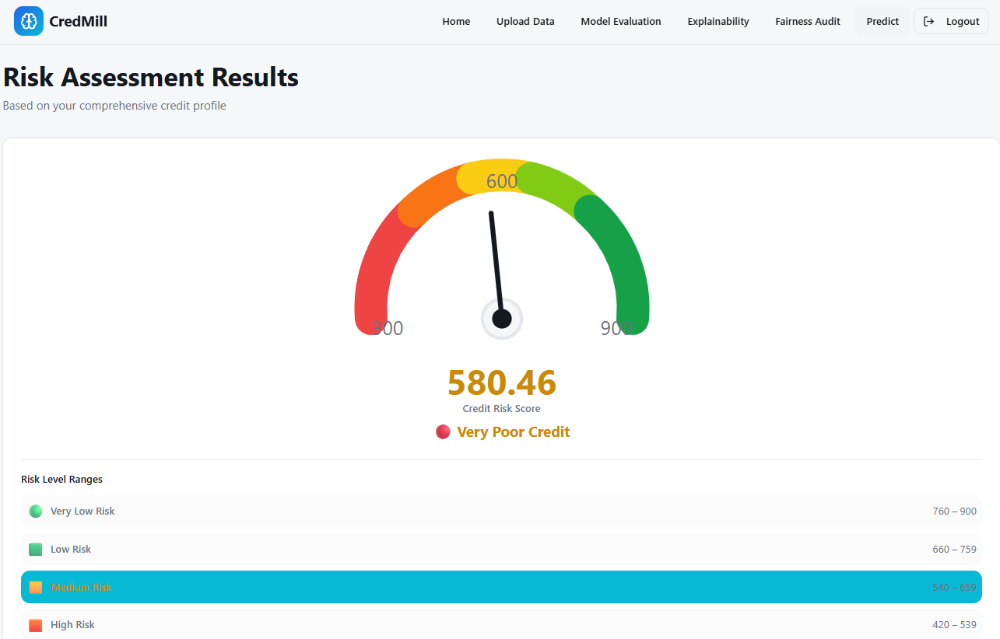 CredMill
Home Upload Data Model Evaluation Explainability Fairness Audit Predict Logout
Risk Assessment Results
Based on your comprehensive credit profile
600
300 900
580.46
Credit Risk Score
Very Poor Credit
Risk Level Ranges
Very Low Risk 760 – 900
Low Risk 660 – 759
Medium Risk 540 – 659
High Risk 420 – 539